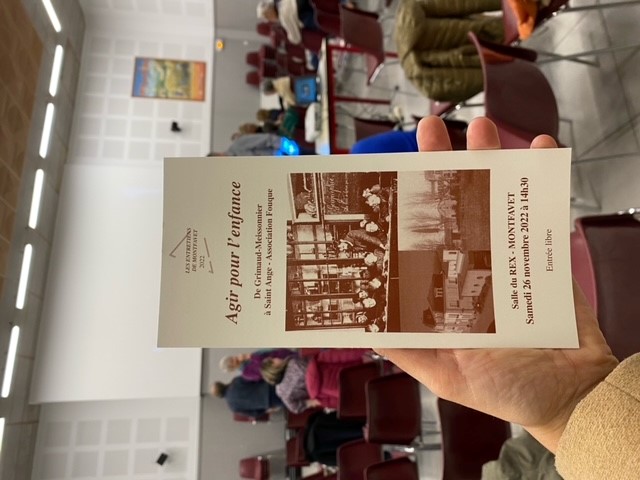 LES ENTRETIENS
DE MONTFAVET
2022
Agir pour l'enfance
De Grimaud-Meissonnier
à Saint Ange - Association Fouque
Salle du REX - MONTFAVET
Samedi 26 novembre 2022 à 14h30
Entrée libre